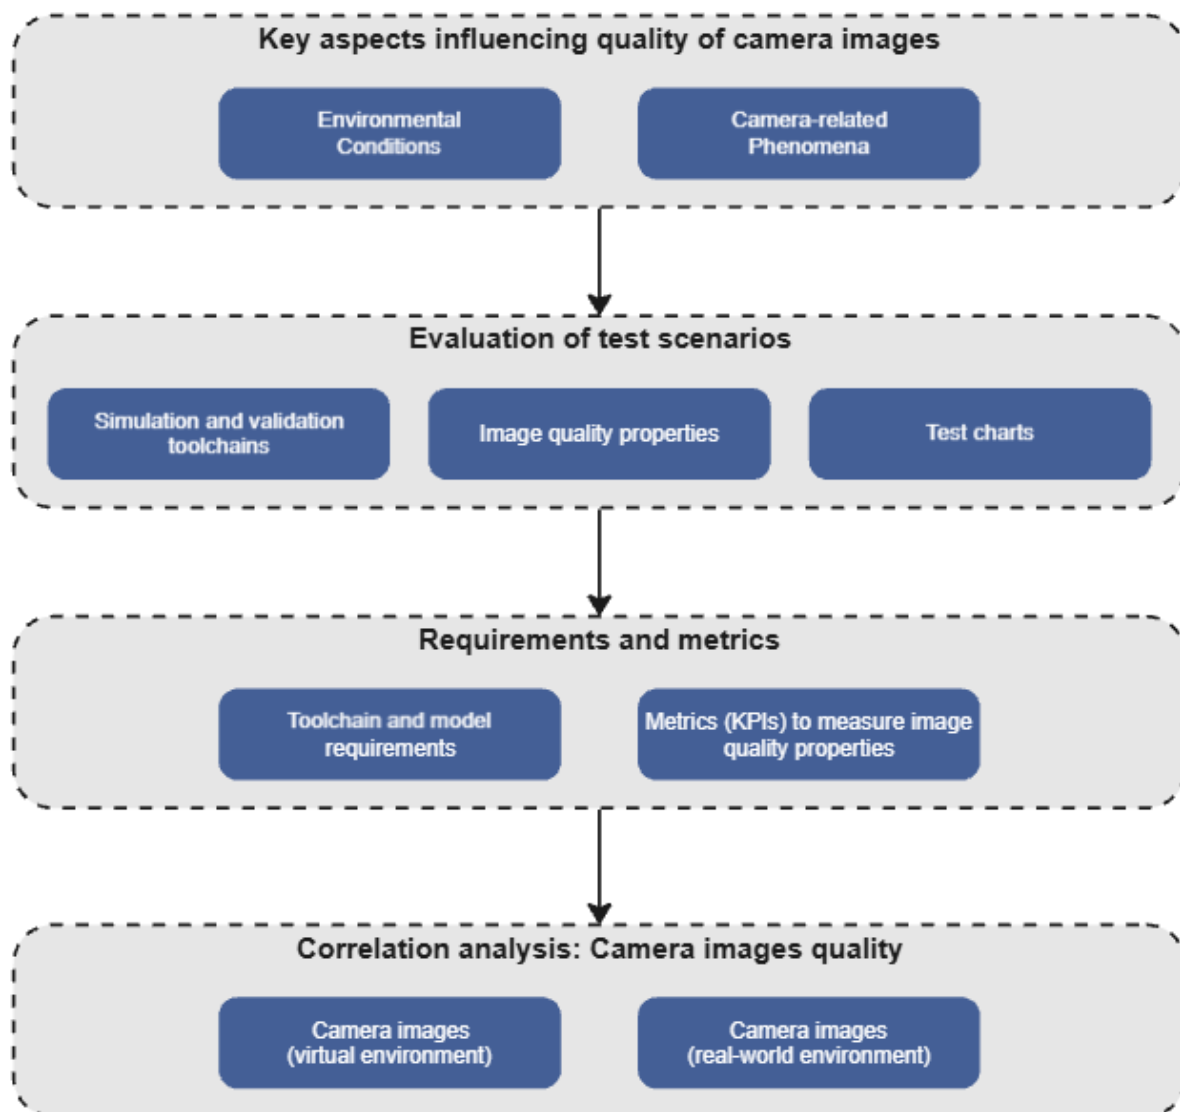 Key aspects influencing quality of camera images
Environmental
Conditions
Camera-related
Phenomena
Evaluation of test scenarios
Simulation and validation
toolchains
Image quality properties
Test charts
Requirements and metrics
Toolchain and model
requirements
Metrics (KPIs) to measure image
quality properties
Correlation analysis: Camera images quality
Camera images
(virtual environment)
Camera images
(real-world environment)